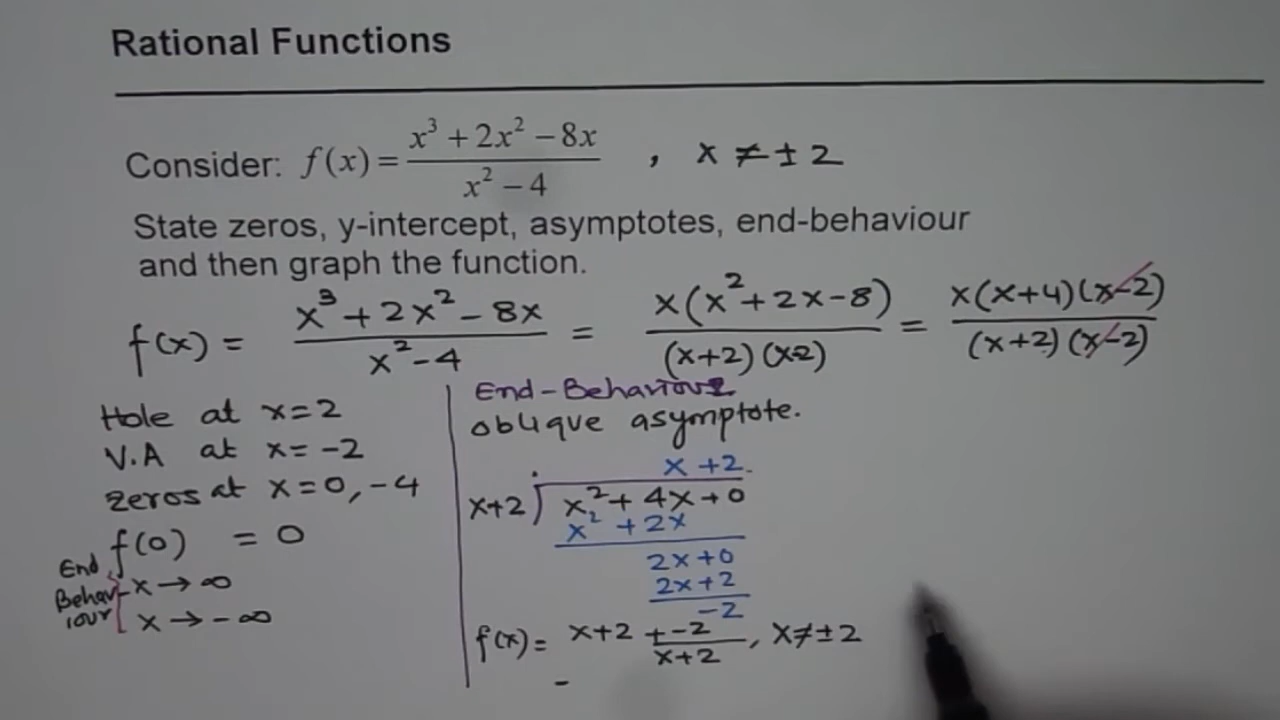 Rational Functions
Consider: f(x) = (x³ + 2x² − 8x)/(x² − 4) , x ≠ ± 2
State zeros, y-intercept, asymptotes, end-behaviour
and then graph the function.
f(x) = (x³ + 2x² − 8x)/(x² − 4) = x(x² + 2x − 8)/((x+2)(x2)) = x(x+4)(x−2)/((x+2)(x−2))
Hole at x = 2
V.A at x = −2
zeros at x = 0, −4
f(0) = 0
End
Behav-
iour
x → ∞
x → −∞
End-Behaviour
oblique asymptote.
x + 2.
x+2 ) x² + 4x + 0
x² + 2x
2x + 0
2x + 2
−2
f(x) = x+2 + −2/(x+2), x ≠ ± 2
−